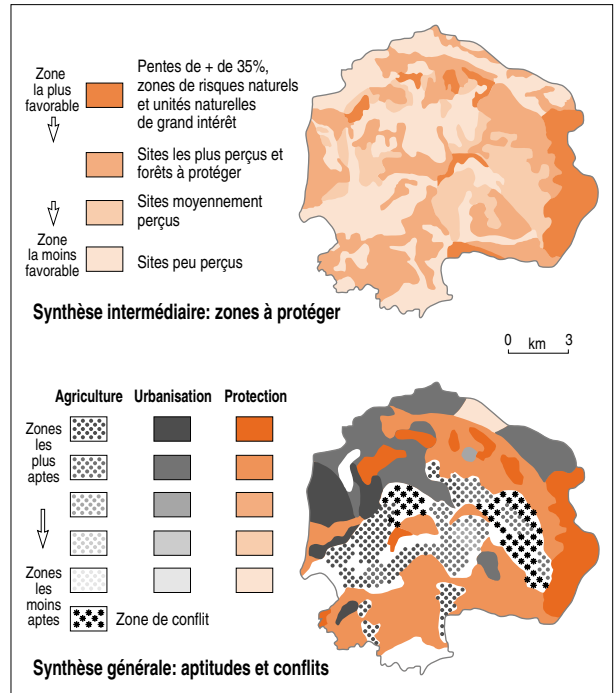 Zone
la plus
favorable
Pentes de + de 35%,
zones de risques naturels
et unités naturelles
de grand intérêt
Sites les plus perçus et
forêts à protéger
Sites moyennement
perçus
Zone
la moins
favorable
Sites peu perçus
Synthèse intermédiaire: zones à protéger
0 km 3
Agriculture Urbanisation Protection
Zones
les
plus
aptes
Zones
les
moins
aptes
Zone de conflit
Synthèse générale: aptitudes et conflits